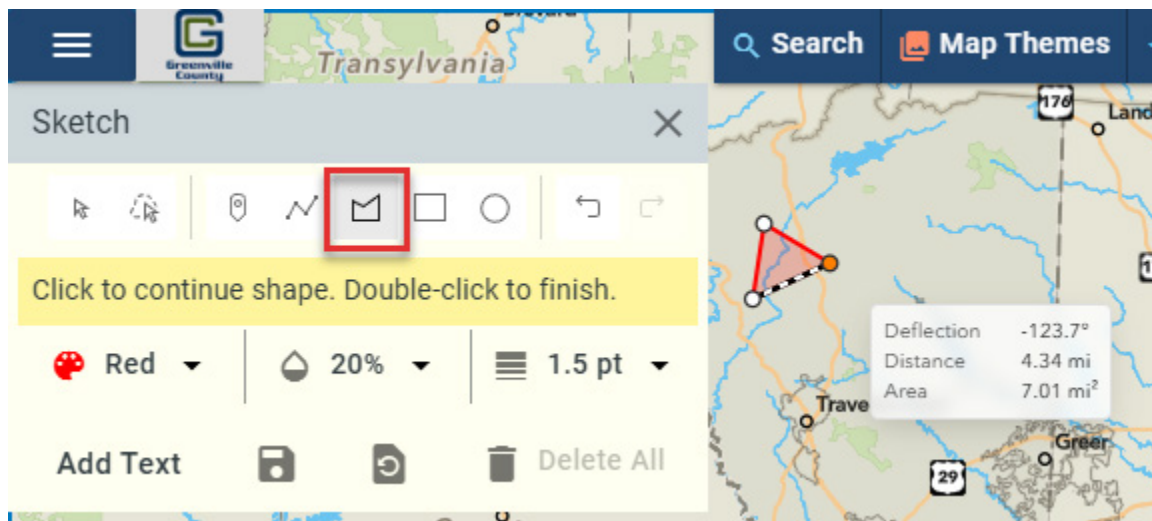 Greenville
County
Transylvania
Search
Map Themes
Sketch
176
Land
Click to continue shape. Double-click to finish.
Red
20%
1.5 pt
Deflection -123.7°
Distance 4.34 mi
Area 7.01 mi²
Trave
Add Text
Delete All
Greer
29